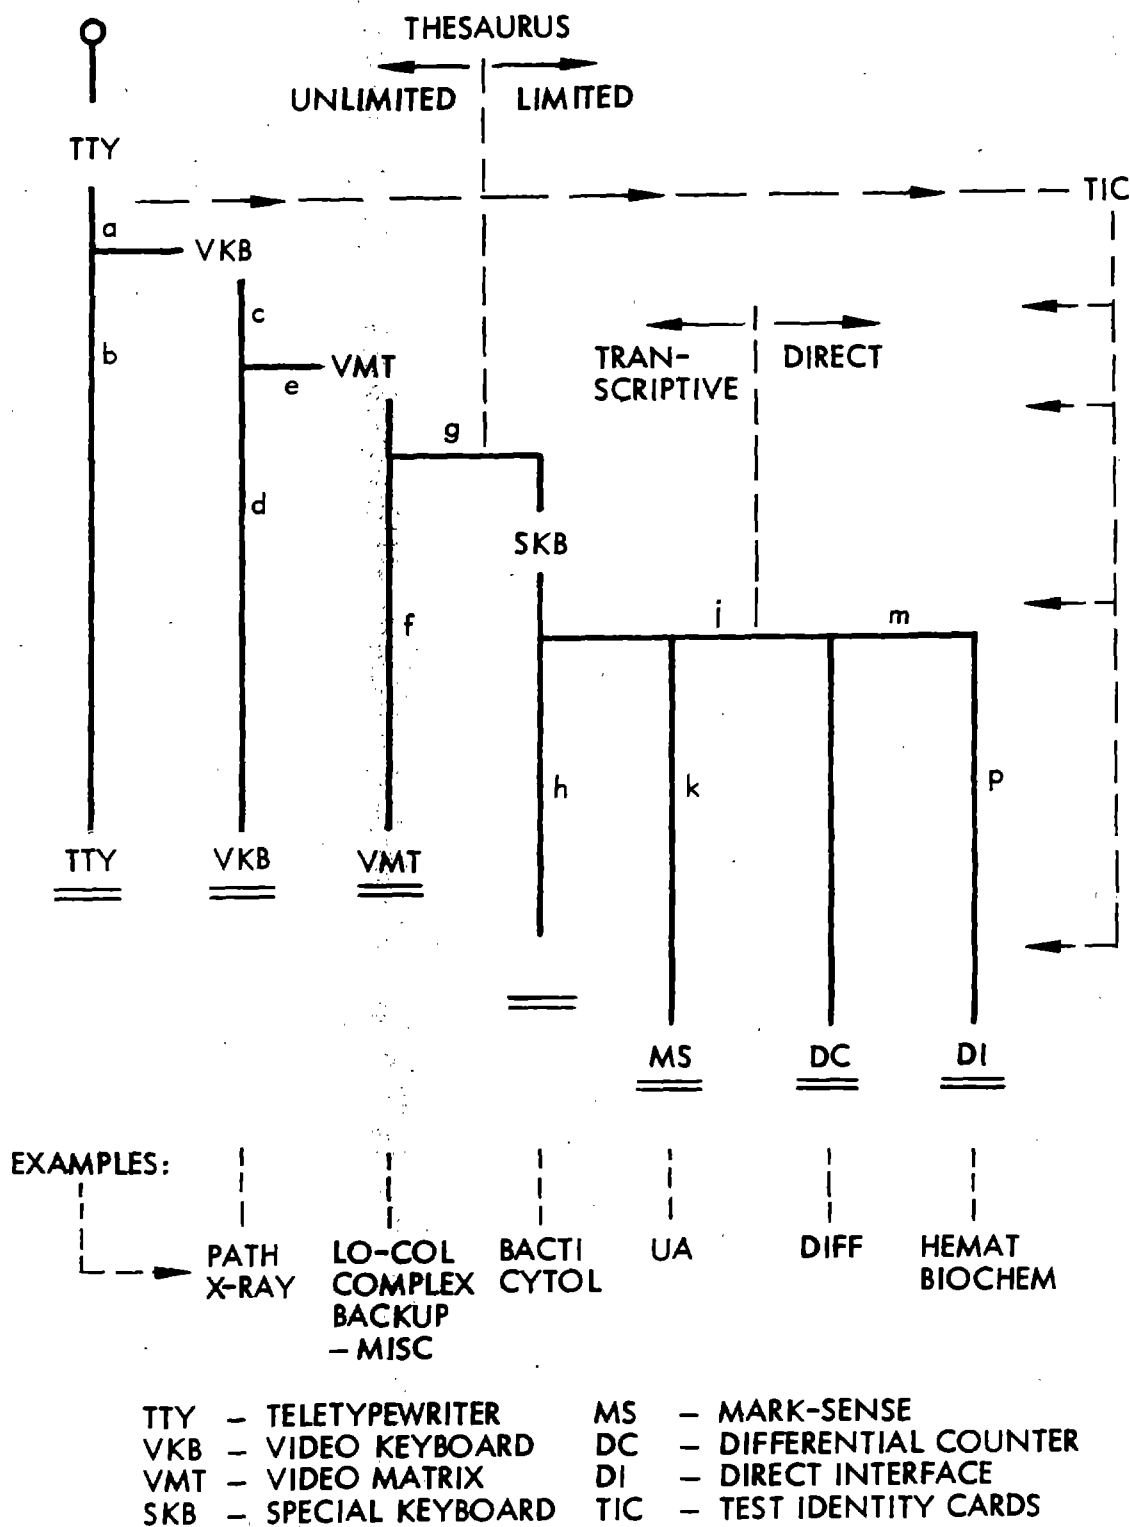 THESAURUS
UNLIMITED LIMITED
TTY
TIC
a
VKB
c
b
TRAN-
SCRIPTIVE
DIRECT
VMT
e
g
d
SKB
f
j
m
h
k
p
TTY VKB VMT
MS DC DI
EXAMPLES:
PATH
X-RAY
LO-COL
COMPLEX
BACKUP
– MISC
BACTI
CYTOL
UA
DIFF
HEMAT
BIOCHEM
TTY – TELETYPEWRITER
VKB – VIDEO KEYBOARD
VMT – VIDEO MATRIX
SKB – SPECIAL KEYBOARD
MS – MARK-SENSE
DC – DIFFERENTIAL COUNTER
DI – DIRECT INTERFACE
TIC – TEST IDENTITY CARDS